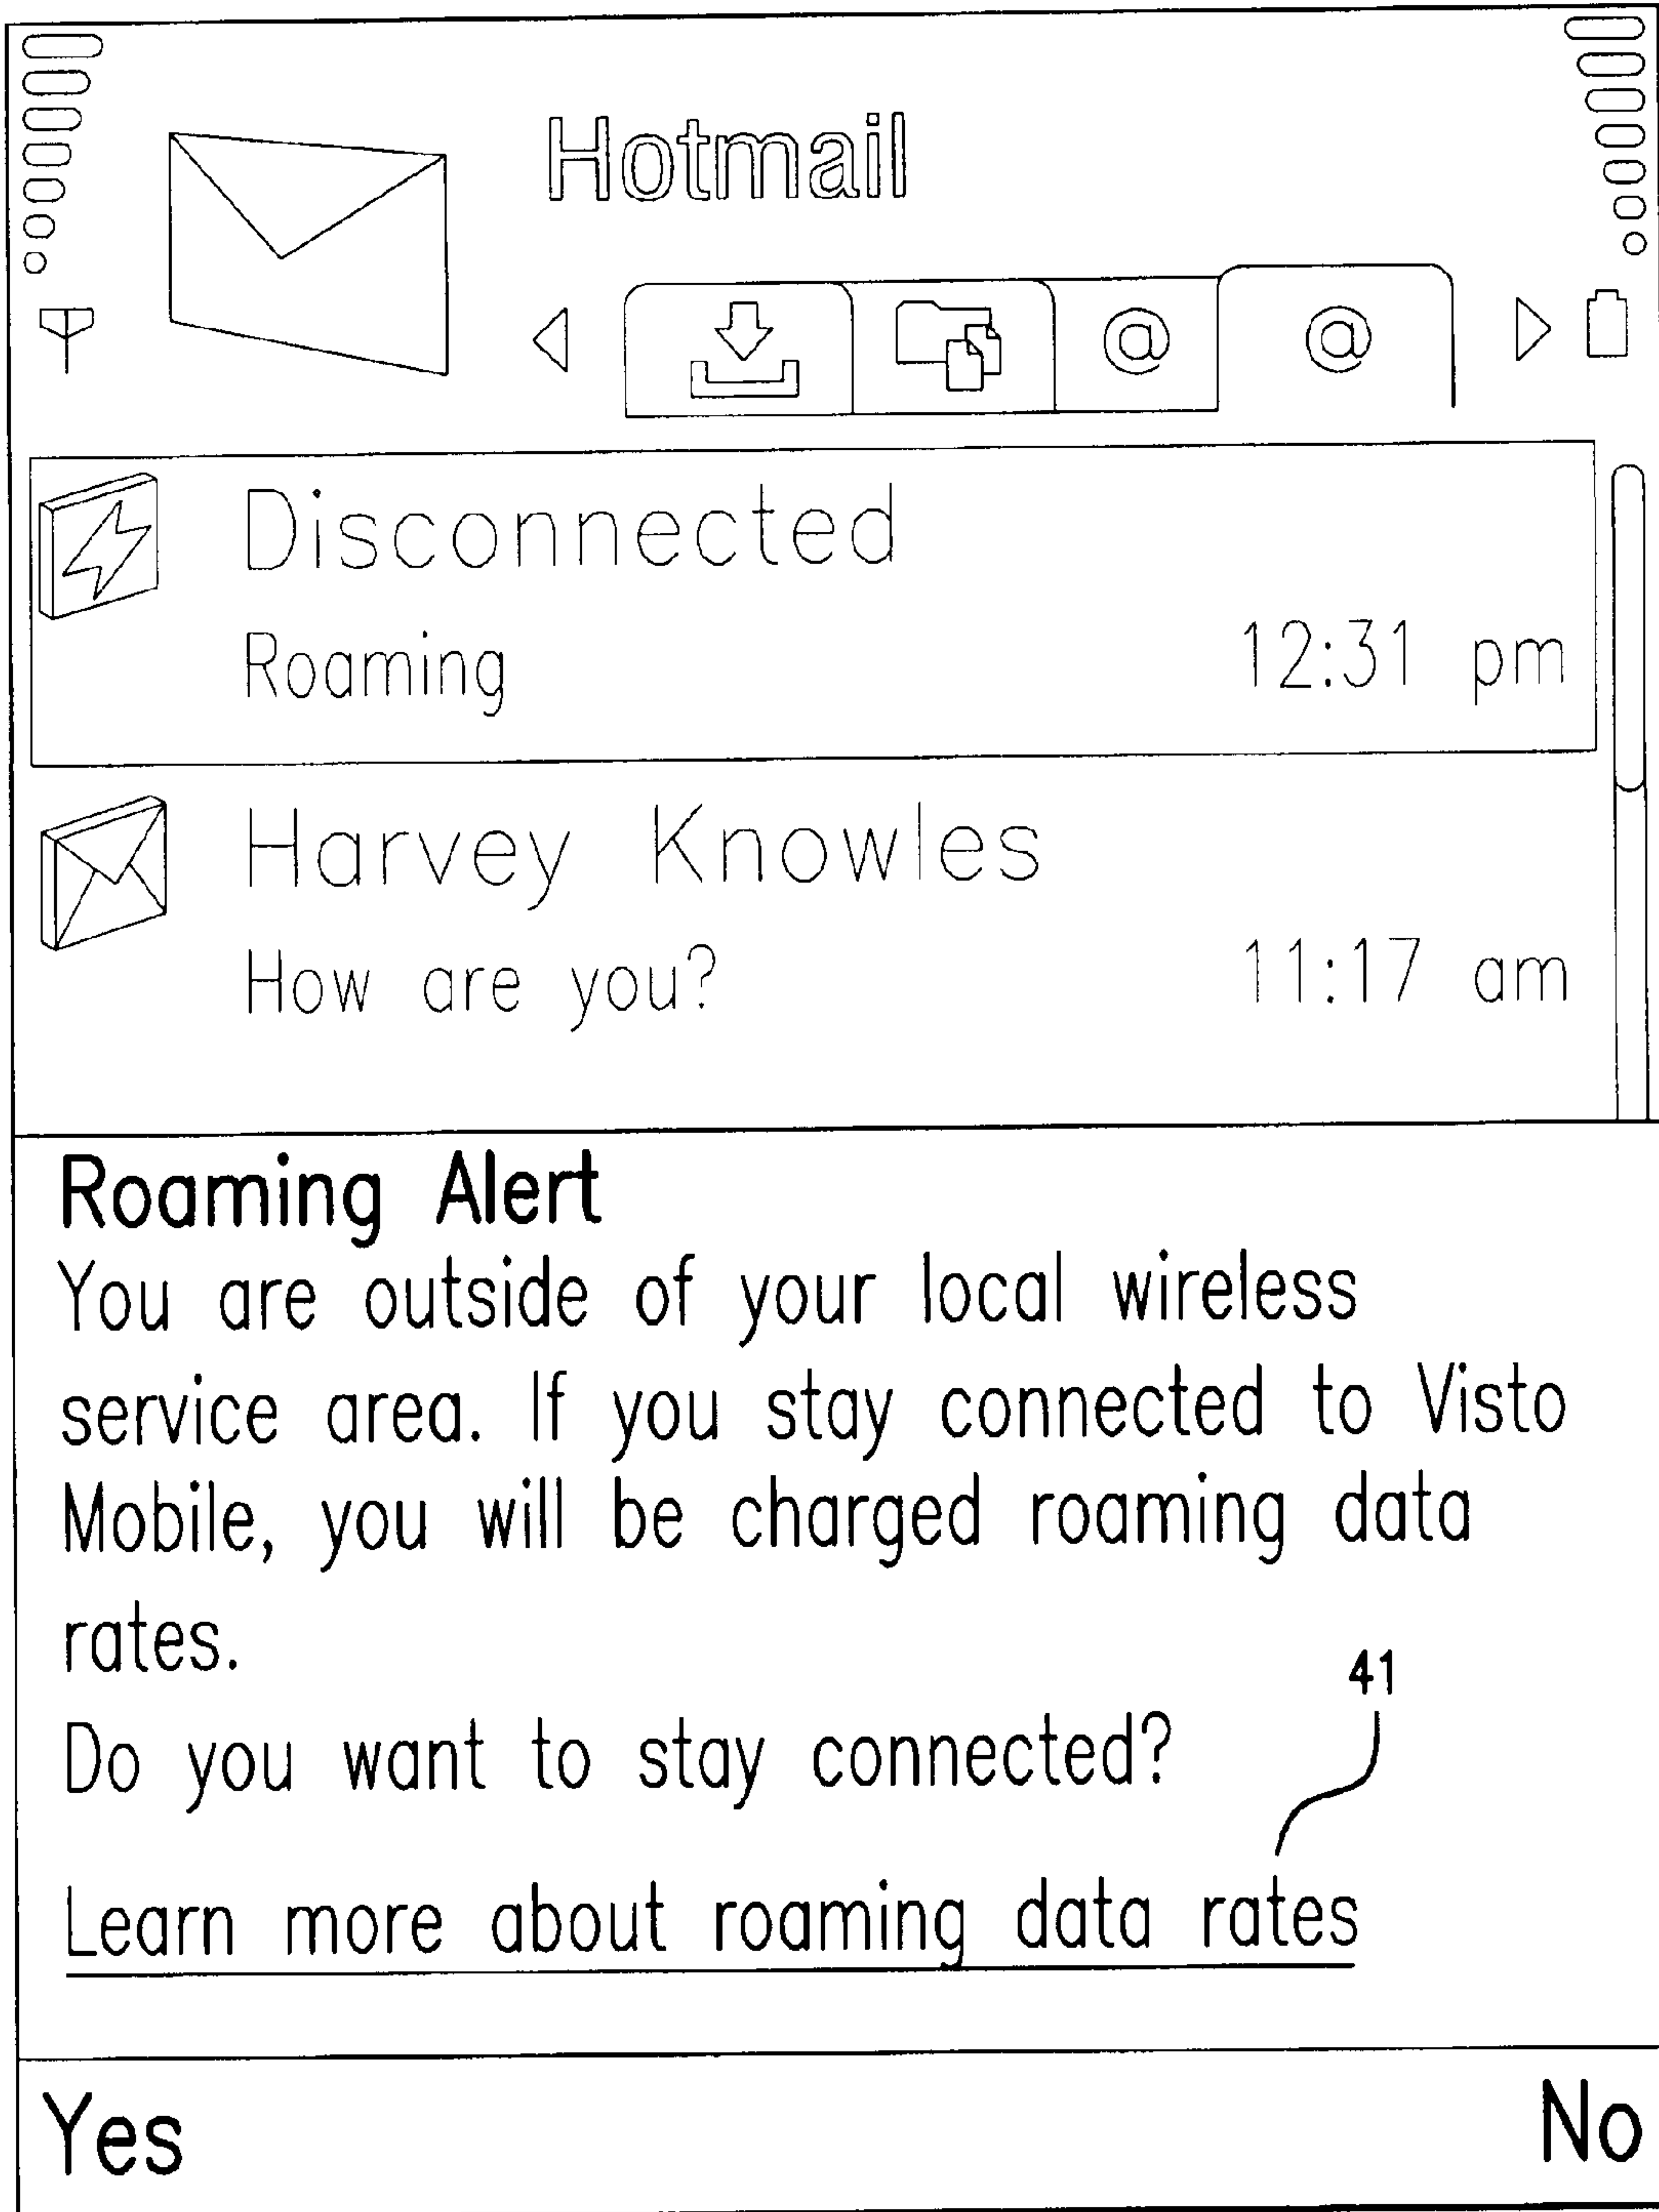 Hotmail
@ @
Disconnected
Roaming 12:31 pm
Harvey Knowles
How are you? 11:17 am
Roaming Alert
You are outside of your local wireless
service area. If you stay connected to Visto
Mobile, you will be charged roaming data
rates.
41
Do you want to stay connected?
Learn more about roaming data rates
Yes No